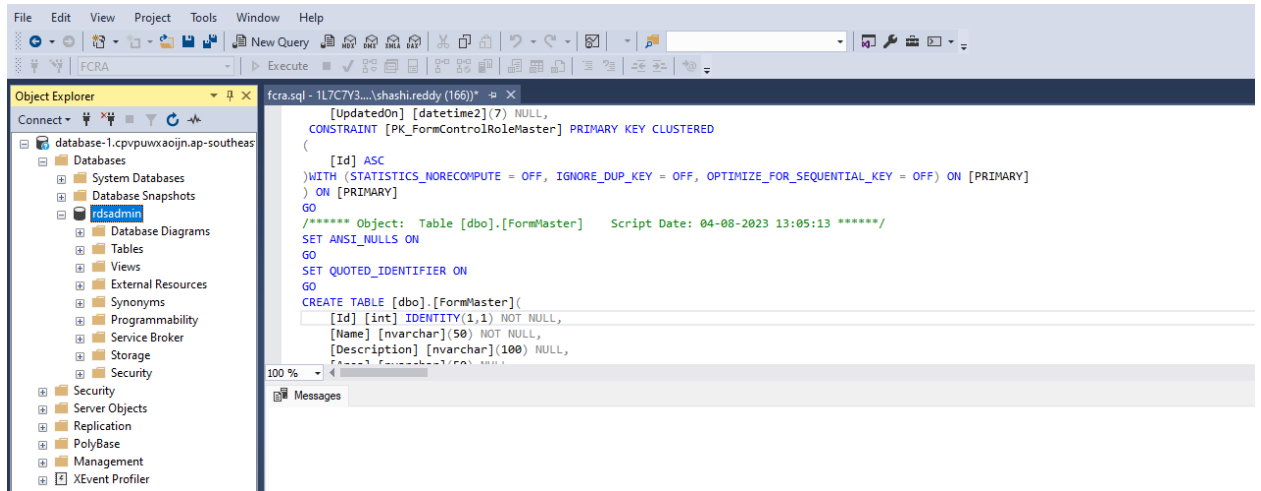 File Edit View Project Tools Window Help
New Query MDX DMX XMLA DAX
FCRA Execute
Object Explorer
Connect
database-1.cpvpuwxaoijn.ap-southeas
Databases
System Databases
Database Snapshots
rdsadmin
Database Diagrams
Tables
Views
External Resources
Synonyms
Programmability
Service Broker
Storage
Security
Security
Server Objects
Replication
PolyBase
Management
XEvent Profiler
fcra.sql - 1L7C7Y3....\shashi.reddy (166))*
[UpdatedOn] [datetime2](7) NULL,
CONSTRAINT [PK_FormControlRoleMaster] PRIMARY KEY CLUSTERED
(
[Id] ASC
)WITH (STATISTICS_NORECOMPUTE = OFF, IGNORE_DUP_KEY = OFF, OPTIMIZE_FOR_SEQUENTIAL_KEY = OFF) ON [PRIMARY]
) ON [PRIMARY]
GO
/****** Object: Table [dbo].[FormMaster] Script Date: 04-08-2023 13:05:13 ******/
SET ANSI_NULLS ON
GO
SET QUOTED_IDENTIFIER ON
GO
CREATE TABLE [dbo].[FormMaster](
[Id] [int] IDENTITY(1,1) NOT NULL,
[Name] [nvarchar](50) NOT NULL,
[Description] [nvarchar](100) NULL,
100 %
Messages